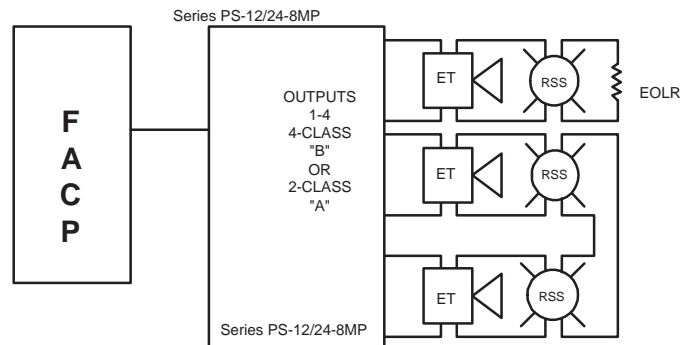 Series PS-12/24-8MP
F
A
C
P
OUTPUTS
1-4
4-CLASS
"B"
OR
2-CLASS
"A"
Series PS-12/24-8MP
ET
RSS
EOLR
ET
RSS
ET
RSS